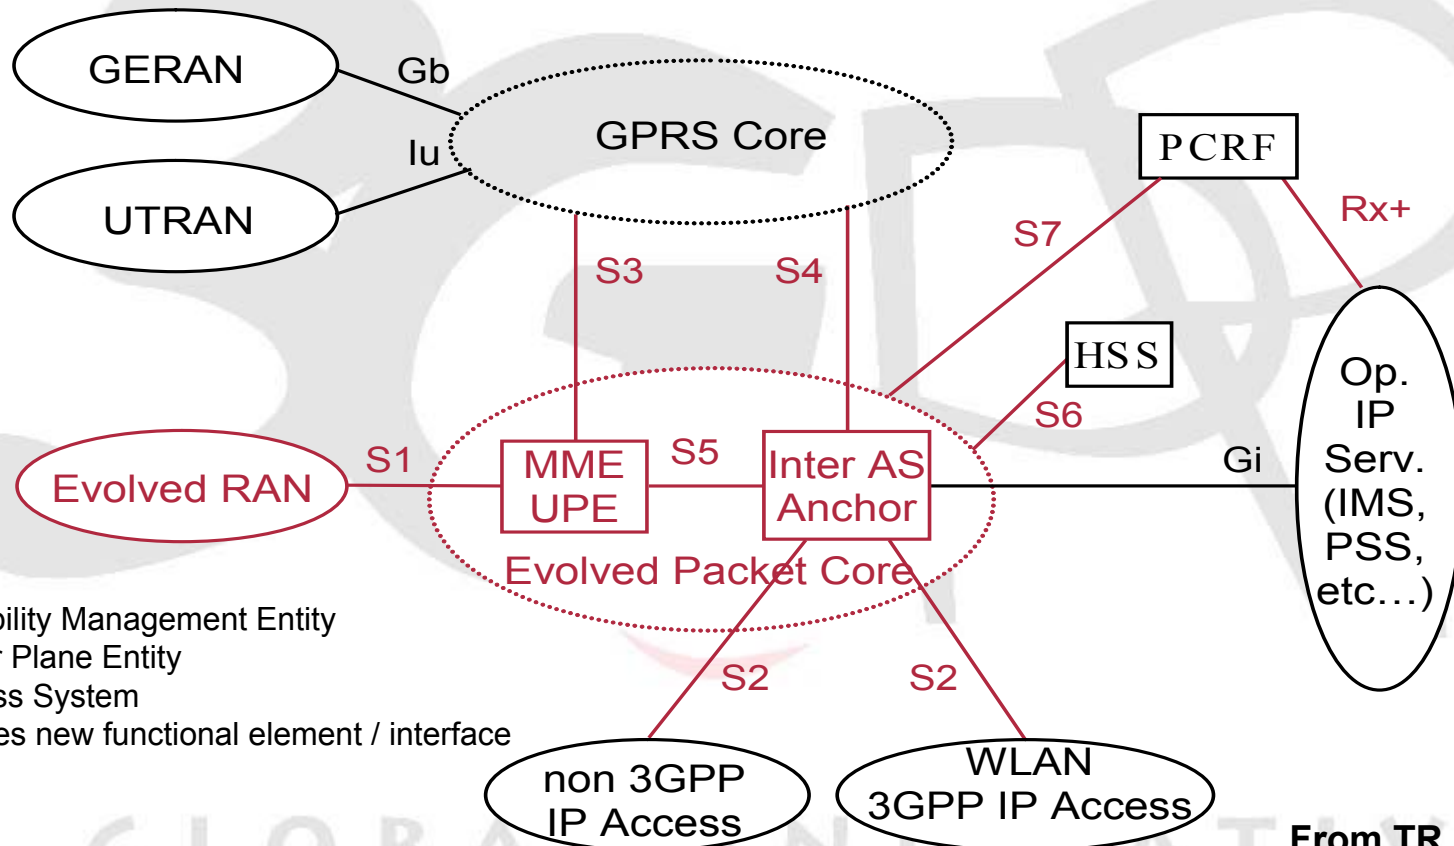 GERAN
Gb
GPRS Core
Iu
UTRAN
PCRF
Rx+
S7
S3
S4
HSS
S6
Op.
IP
Serv.
(IMS,
PSS,
etc…)
Evolved RAN
S1
MME
UPE
S5
Inter AS
Anchor
Gi
Evolved Packet Core
bility Management Entity
r Plane Entity
ss System
es new functional element / interface
S2
S2
non 3GPP
IP Access
WLAN
3GPP IP Access
From TR